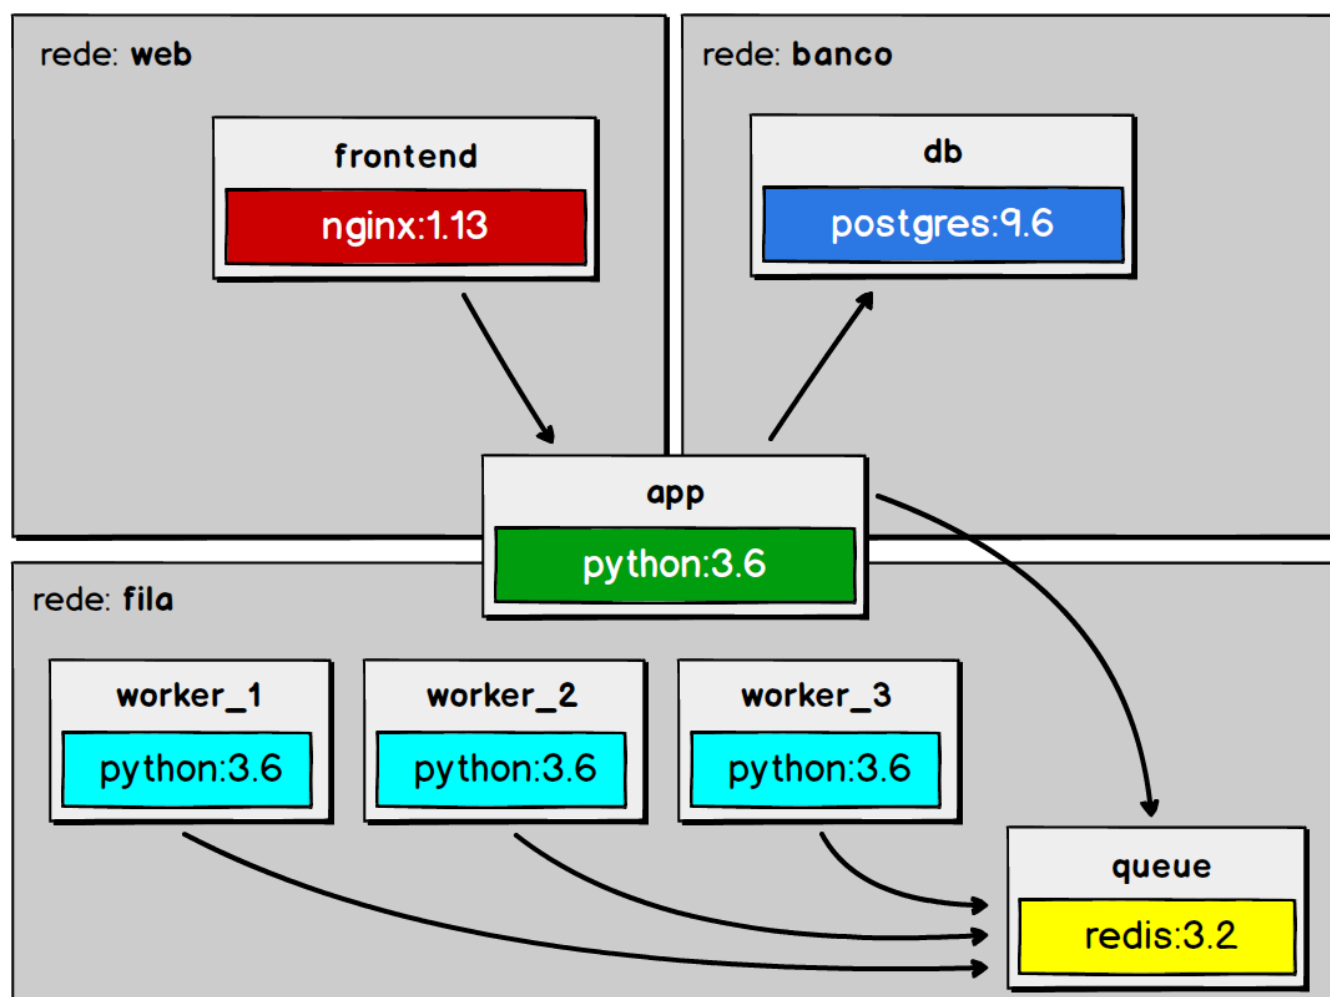 rede: web
frontend
nginx:1.13
rede: banco
db
postgres:9.6
app
python:3.6
rede: fila
worker_1
python:3.6
worker_2
python:3.6
worker_3
python:3.6
queue
redis:3.2